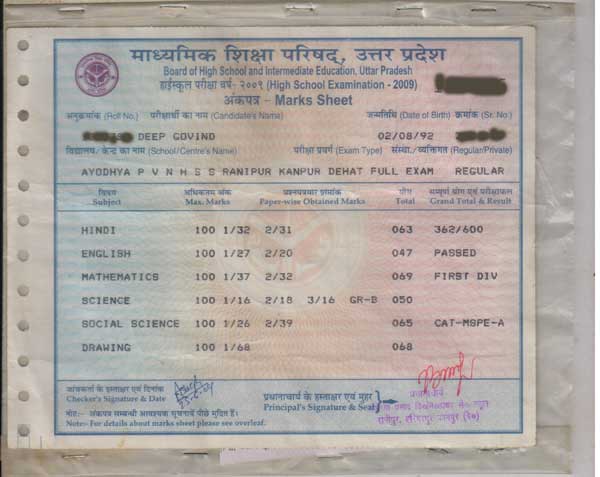 माध्यमिक शिक्षा परिषद्, उत्तर प्रदेश
Board of High School and Intermediate Education, Uttar Pradesh
हाईस्कूल परीक्षा वर्ष- २००९ (High School Examination - 2009)
अंकपत्र - Marks Sheet
अनुक्रमांक (Roll No.) परीक्षार्थी का नाम (Candidate's Name) जन्मतिथि (Date of Birth) क्रमांक (Sr. No.)
DEEP GOVIND 02/08/92
विद्यालय/ केन्द्र का नाम (School/Centre's Name) परीक्षा प्रकार (Exam Type) संस्था./व्यक्तिगत (Regular/Private)
AYODHYA P V N H S S RANIPUR KANPUR DEHAT FULL EXAM REGULAR
विषय अधिकतम अंक प्रश्नपत्रवार प्राप्तांक योग सम्पूर्ण योग एवं परीक्षाफल
Subject Max. Marks Paper-wise Obtained Marks Total Grand Total & Result
HINDI 100 1/32 2/31 063 362/600
ENGLISH 100 1/27 2/20 047 PASSED
MATHEMATICS 100 1/37 2/32 069 FIRST DIV
SCIENCE 100 1/16 2/18 3/16 GR-B 050
SOCIAL SCIENCE 100 1/26 2/39 065 CAT-MSPE-A
DRAWING 100 1/68 068
जांचकर्ता के हस्ताक्षर एवं दिनांक
Checker's Signature & Date
प्रधानाचार्य के हस्ताक्षर एवं मुहर
Principal's Signature & Seal
प्रधानाचार्य
नोट:- अंकपत्र सम्बन्धी आवश्यक सूचनायें पीछे मुद्रित हैं।
Note:- For details about marks sheet please see overleaf.